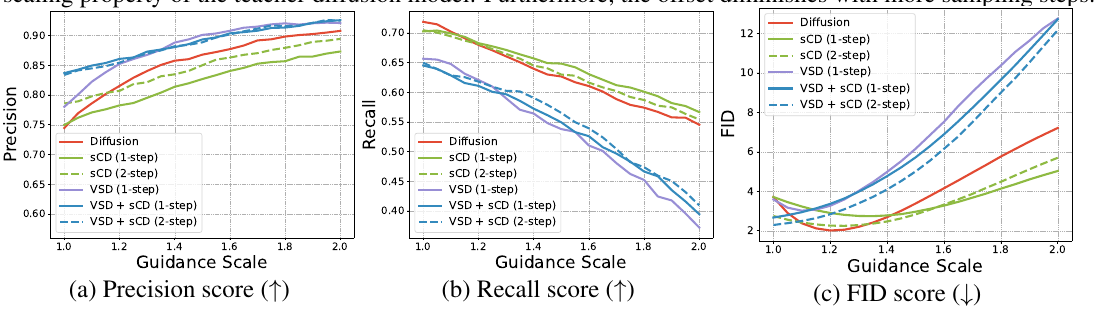 scaling property of the teacher diffusion model. Furthermore, the offset diminishes with more sampling steps.
Precision
0.90
0.85
0.80
0.75
0.70
0.65
0.60
Diffusion
sCD (1-step)
sCD (2-step)
VSD (1-step)
VSD + sCD (1-step)
VSD + sCD (2-step)
1.0 1.2 1.4 1.6 1.8 2.0
Guidance Scale
(a) Precision score (↑)
Recall
0.70
0.65
0.60
0.55
0.50
0.45
0.40
Diffusion
sCD (1-step)
sCD (2-step)
VSD (1-step)
VSD + sCD (1-step)
VSD + sCD (2-step)
1.0 1.2 1.4 1.6 1.8 2.0
Guidance Scale
(b) Recall score (↑)
FID
12
10
8
6
4
2
Diffusion
sCD (1-step)
sCD (2-step)
VSD (1-step)
VSD + sCD (1-step)
VSD + sCD (2-step)
1.0 1.2 1.4 1.6 1.8 2.0
Guidance Scale
(c) FID score (↓)